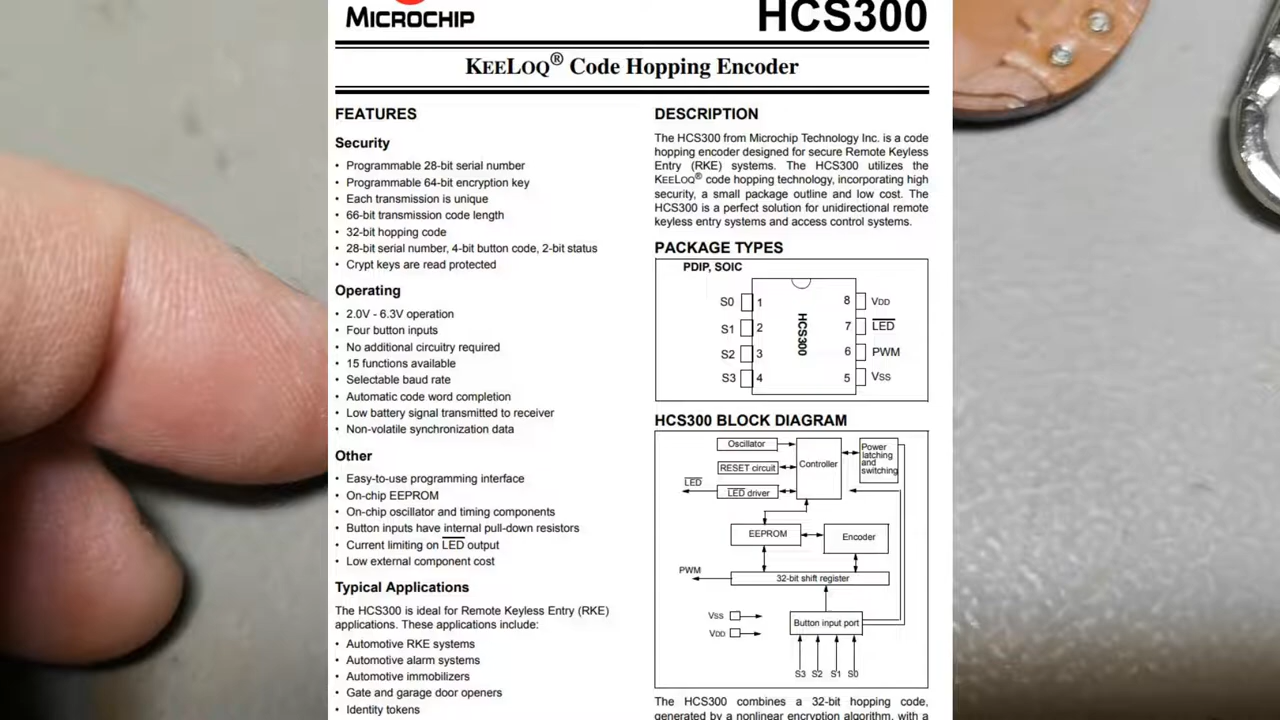 MICROCHIP
HCS300
KEELOQ® Code Hopping Encoder
FEATURES
Security
• Programmable 28-bit serial number
• Programmable 64-bit encryption key
• Each transmission is unique
• 66-bit transmission code length
• 32-bit hopping code
• 28-bit serial number, 4-bit button code, 2-bit status
• Crypt keys are read protected
Operating
• 2.0V - 6.3V operation
• Four button inputs
• No additional circuitry required
• 15 functions available
• Selectable baud rate
• Automatic code word completion
• Low battery signal transmitted to receiver
• Non-volatile synchronization data
Other
• Easy-to-use programming interface
• On-chip EEPROM
• On-chip oscillator and timing components
• Button inputs have internal pull-down resistors
• Current limiting on LED output
• Low external component cost
Typical Applications
The HCS300 is ideal for Remote Keyless Entry (RKE)
applications. These applications include:
• Automotive RKE systems
• Automotive alarm systems
• Automotive immobilizers
• Gate and garage door openers
• Identity tokens
DESCRIPTION
The HCS300 from Microchip Technology Inc. is a code
hopping encoder designed for secure Remote Keyless
Entry (RKE) systems. The HCS300 utilizes the
KEELOQ® code hopping technology, incorporating high
security, a small package outline and low cost. The
HCS300 is a perfect solution for unidirectional remote
keyless entry systems and access control systems.
PACKAGE TYPES
PDIP, SOIC
S0 1 8 VDD
S1 2 7 LED
S2 3 6 PWM
S3 4 5 VSS
HCS300
HCS300 BLOCK DIAGRAM
Oscillator
RESET circuit
LED
LED driver
Controller
Power
latching
and
switching
EEPROM
Encoder
PWM
32-bit shift register
VSS
VDD
Button input port
S3 S2 S1 S0
The HCS300 combines a 32-bit hopping code,
generated by a nonlinear encryption algorithm, with a